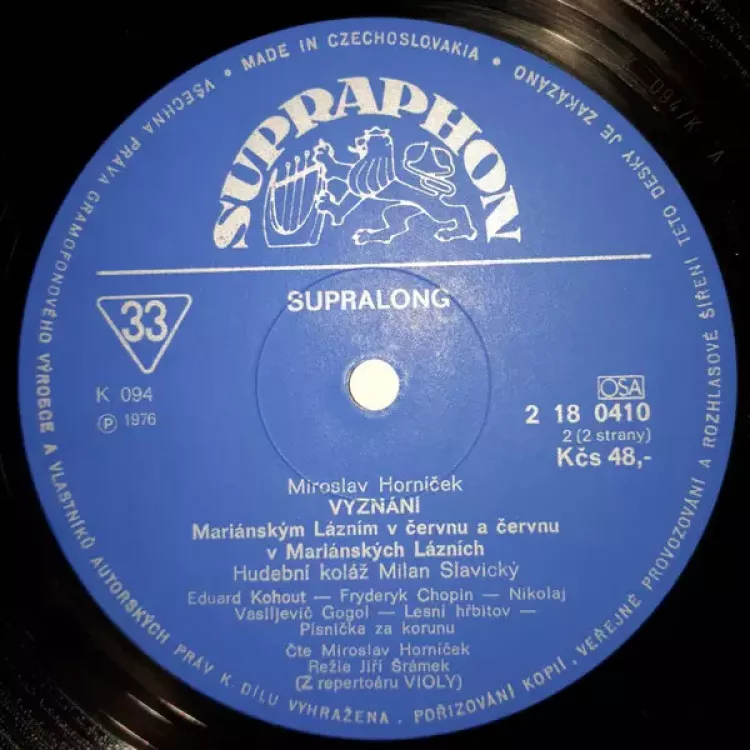 • MADE IN CZECHOSLOVAKIA •
VŠECHNA PRÁVA GRAMOFONOVÉHO VÝROBCE A VLASTNÍKŮ AUTORSKÝCH PRÁV K DÍLU VYHRAŽENA. POŘIZOVÁNÍ KOPIÍ, VEŘEJNÉ PROVOZOVÁNÍ A ROZHLASOVÉ ŠÍŘENÍ TÉTO DESKY JE ZAKÁZÁNO
SUPRAPHON
SUPRALONG
33
K 094
Ⓟ 1976
OSA
2 18 0410
2 (2 strany)
Kčs 48,-
Miroslav Horníček
VYZNÁNÍ
Mariánským Lázním v červnu a červnu
v Mariánských Lázních
Hudební koláž Milan Slavický
Eduard Kohout — Fryderyk Chopin — Nikolaj
Vasiljevič Gogol — Lesní hřbitov —
Písnička za korunu
Čte Miroslav Horníček
Režie Jiří Šrámek
(Z repertoáru VIOLY)